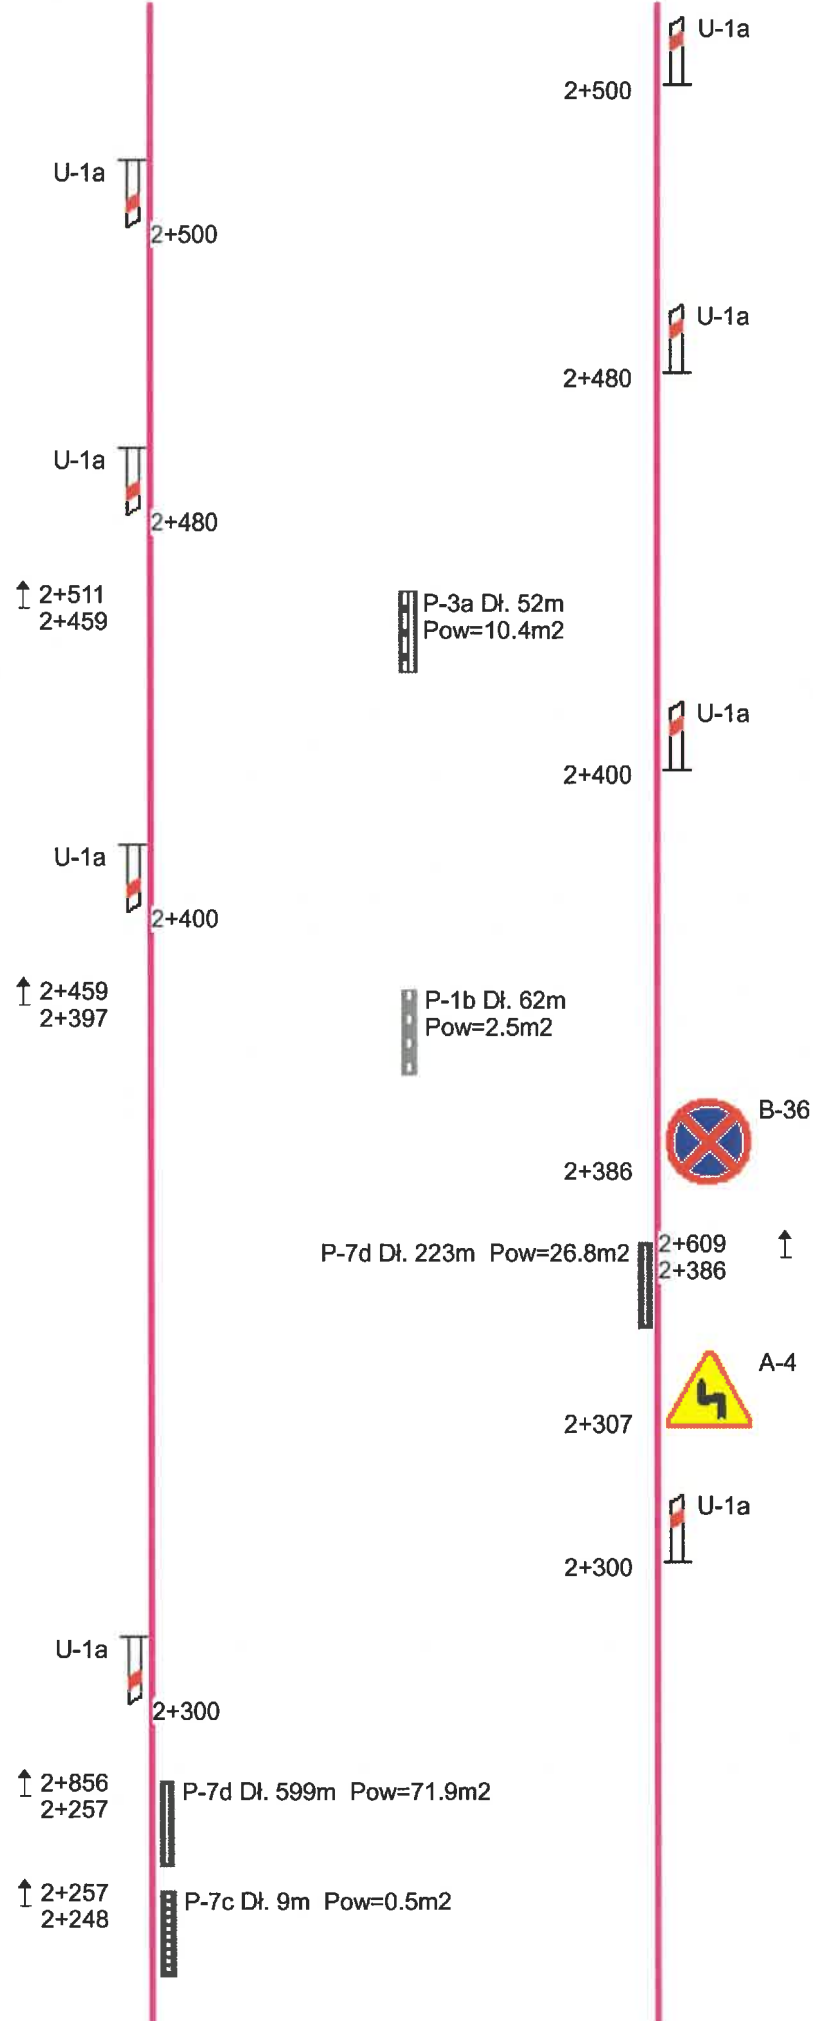 U-1a
2+500
U-1a
2+500
U-1a
2+480
U-1a
2+480
2+511
2+459
P-3a Dł. 52m
Pow=10.4m2
U-1a
2+400
U-1a
2+400
2+459
2+397
P-1b Dł. 62m
Pow=2.5m2
B-36
2+386
P-7d Dł. 223m Pow=26.8m2
2+609
2+386
A-4
2+307
U-1a
2+300
U-1a
2+300
2+856
2+257
P-7d Dł. 599m Pow=71.9m2
2+257
2+248
P-7c Dł. 9m Pow=0.5m2